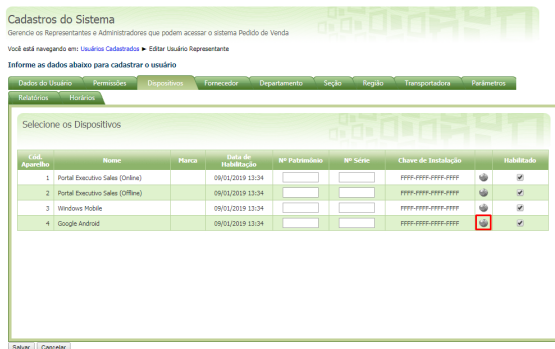 Cadastros do Sistema
Gerencie os Representantes e Administradores que podem acessar o sistema Pedido de Venda
Você está navegando em: Usuários Cadastrados ► Editar Usuário Representante
Informe as dados abaixo para cadastrar o usuário
Dados do Usuário Permissões Dispositivos Fornecedor Departamento Seção Região Transportadora Parâmetros
Relatórios Horários
Selecione os Dispositivos
Cód. Aparelho Nome Marca Data de Habilitação Nº Patrimônio Nº Série Chave de Instalação Habilitado
1 Portal Executivo Sales (Online) 09/01/2019 13:34 FFFF-FFFF-FFFF-FFFF
2 Portal Executivo Sales (Offline) 09/01/2019 13:34 FFFF-FFFF-FFFF-FFFF
3 Windows Mobile 09/01/2019 13:34 FFFF-FFFF-FFFF-FFFF
4 Google Android 09/01/2019 13:34 FFFF-FFFF-FFFF-FFFF
Salvar Cancelar